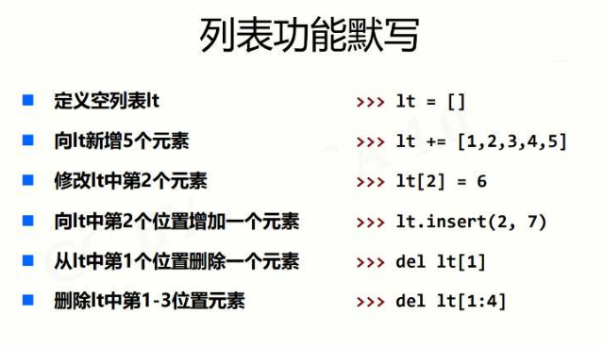 列表功能默写
定义空列表lt >>> lt = []
向lt新增5个元素 >>> lt += [1,2,3,4,5]
修改lt中第2个元素 >>> lt[2] = 6
向lt中第2个位置增加一个元素 >>> lt.insert(2, 7)
从lt中第1个位置删除一个元素 >>> del lt[1]
删除lt中第1-3位置元素 >>> del lt[1:4]